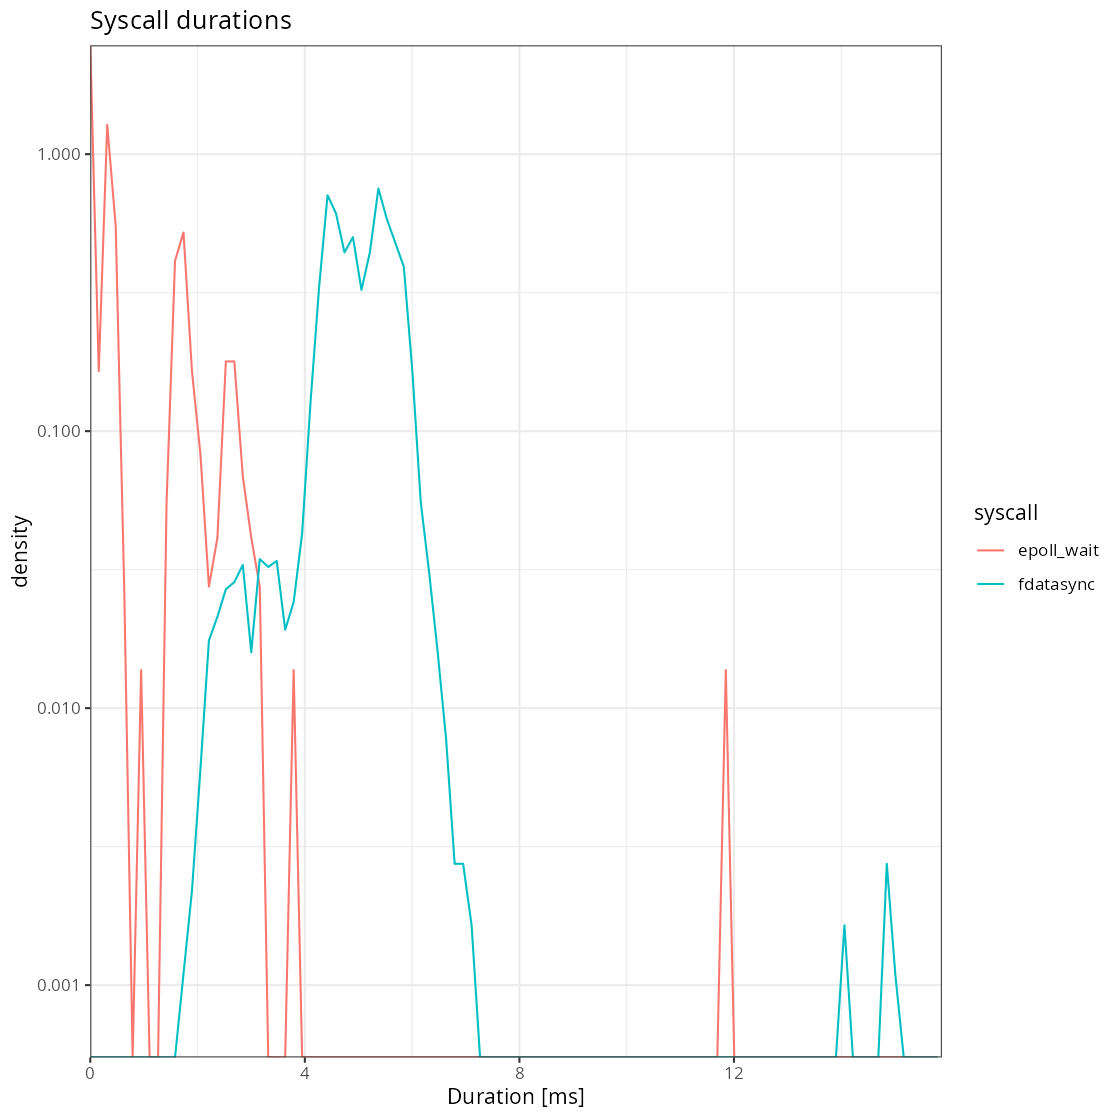 Syscall durations
1.000
0.100
0.010
0.001
density
0
4
8
12
Duration [ms]
syscall
epoll_wait
fdatasync